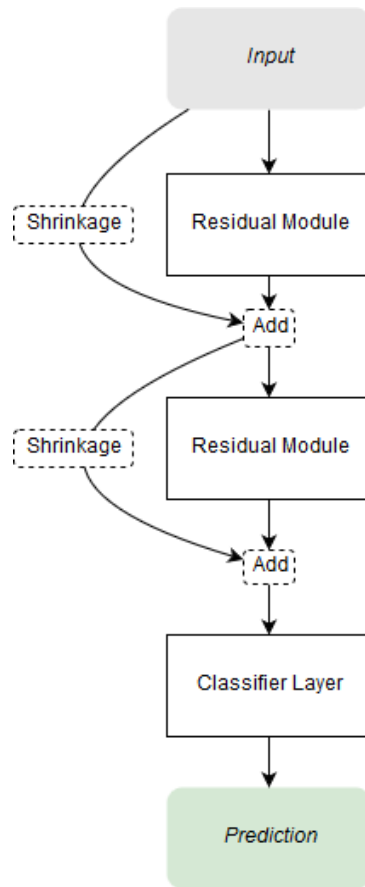 Input
Shrinkage
Residual Module
Add
Shrinkage
Residual Module
Add
Classifier Layer
Prediction